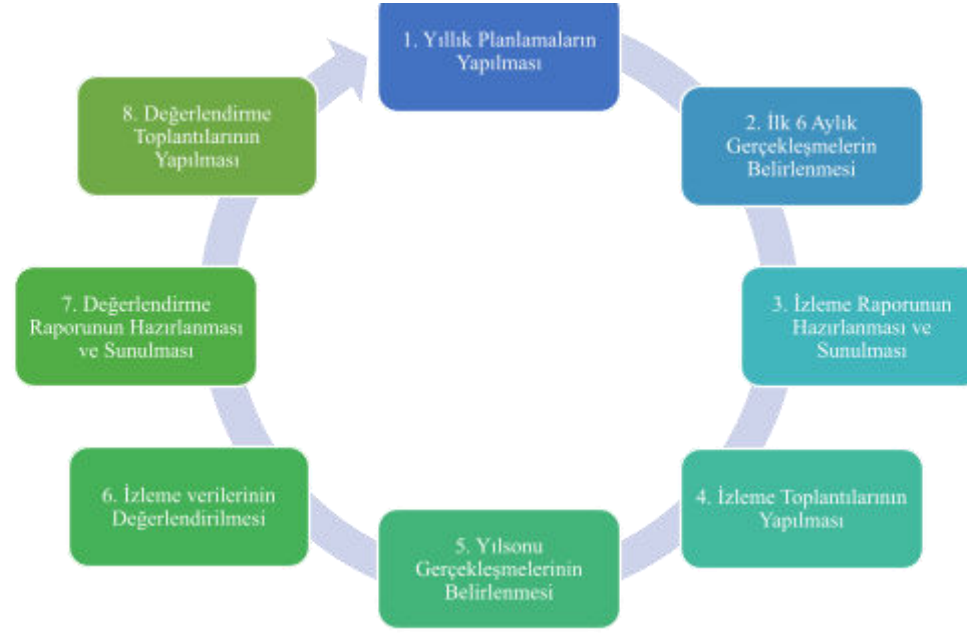 1. Yıllık Planlamaların
Yapılması
2. İlk 6 Aylık
Gerçekleşmelerin
Belirlenmesi
3. İzleme Raporunun
Hazırlanması ve
Sunulması
4. İzleme Toplantılarının
Yapılması
5. Yılsonu
Gerçekleşmelerinin
Belirlenmesi
6. İzleme verilerinin
Değerlendirilmesi
7. Değerlendirme
Raporunun Hazırlanması
ve Sunulması
8. Değerlendirme
Toplantılarının
Yapılması